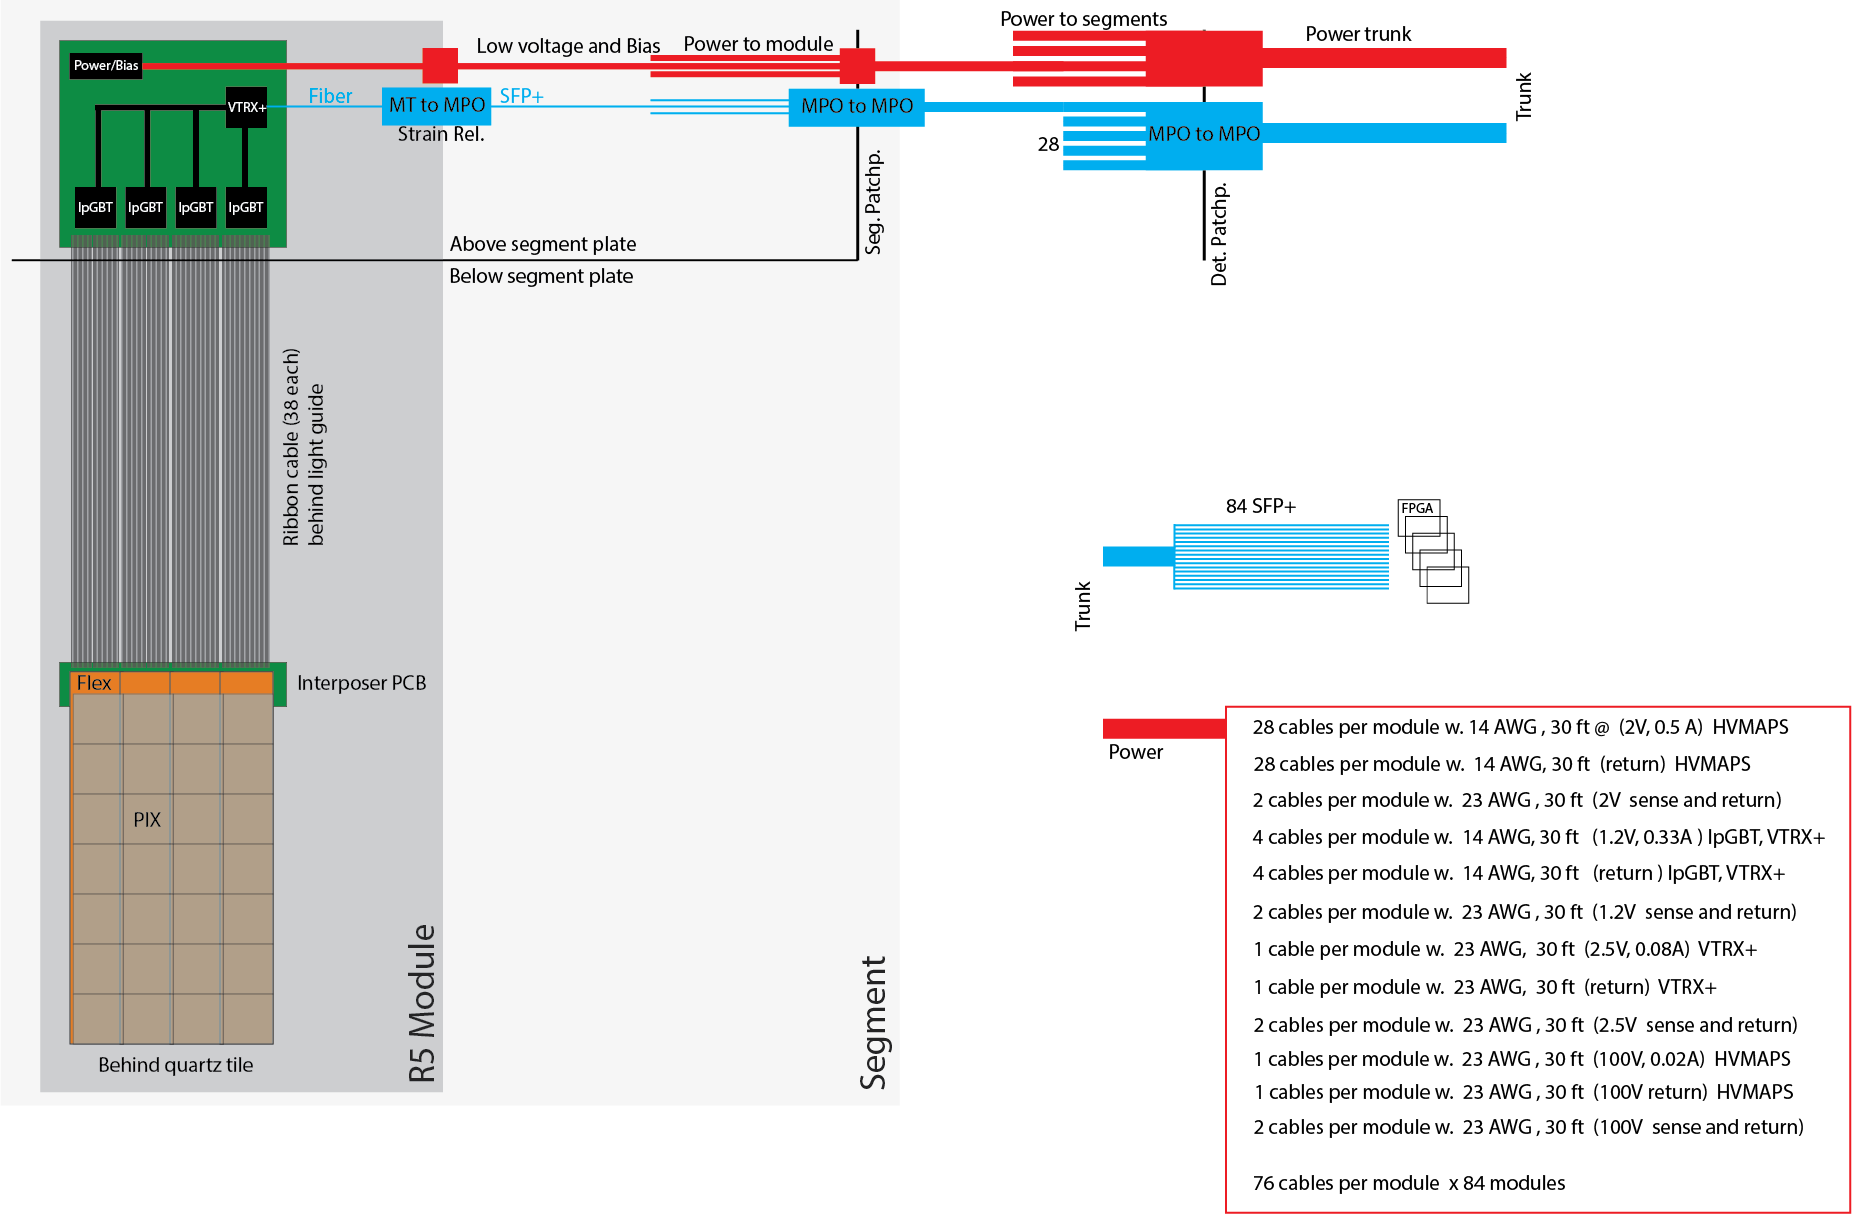 Power to segments
Power trunk
Low voltage and Bias
Power to module
Power/Bias
Trunk
VTRX+
Fiber
MT to MPO
SFP+
MPO to MPO
MPO to MPO
Strain Rel.
28
Seg. Patchp.
Det. Patchp.
lpGBT
lpGBT
lpGBT
lpGBT
Above segment plate
Below segment plate
Ribbon cable (38 each)
behind light guide
84 SFP+
FPGA
Trunk
Flex
Interposer PCB
PIX
Behind quartz tile
R5 Module
Segment
Power
28 cables per module w. 14 AWG , 30 ft @ (2V, 0.5 A) HVMAPS
28 cables per module w. 14 AWG, 30 ft (return) HVMAPS
2 cables per module w. 23 AWG , 30 ft (2V sense and return)
4 cables per module w. 14 AWG, 30 ft (1.2V, 0.33A ) lpGBT, VTRX+
4 cables per module w. 14 AWG, 30 ft (return ) lpGBT, VTRX+
2 cables per module w. 23 AWG , 30 ft (1.2V sense and return)
1 cable per module w. 23 AWG, 30 ft (2.5V, 0.08A) VTRX+
1 cable per module w. 23 AWG, 30 ft (return) VTRX+
2 cables per module w. 23 AWG , 30 ft (2.5V sense and return)
1 cables per module w. 23 AWG , 30 ft (100V, 0.02A) HVMAPS
1 cables per module w. 23 AWG , 30 ft (100V return) HVMAPS
2 cables per module w. 23 AWG , 30 ft (100V sense and return)
76 cables per module x 84 modules